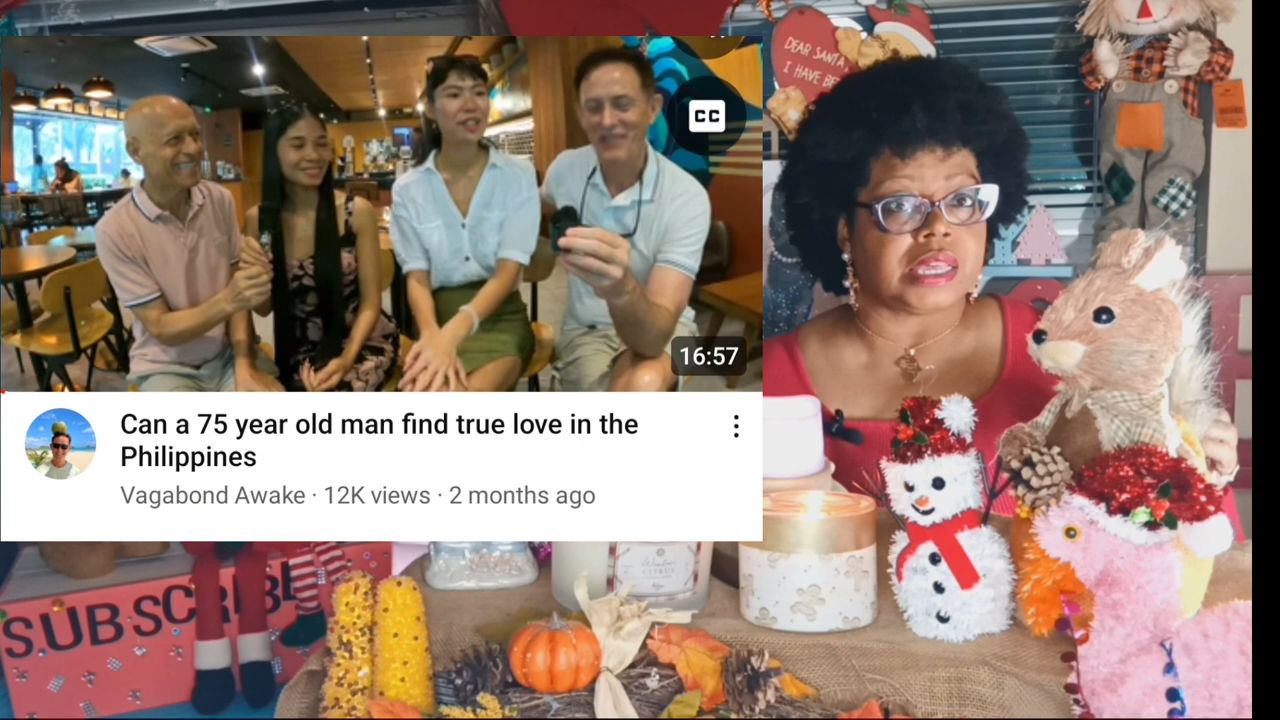 DEAR SANTA,
I HAVE BE
CC
16:57
Can a 75 year old man find true love in the
Philippines
Vagabond Awake · 12K views · 2 months ago
SUBSCRIBE
CITRUS